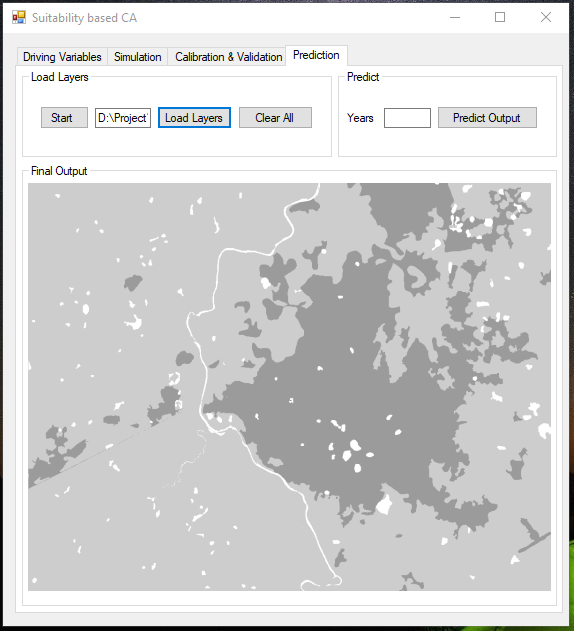 Suitability based CA
Driving Variables Simulation Calibration & Validation Prediction
Load Layers
Start D:\Project\ Load Layers Clear All
Predict
Years Predict Output
Final Output